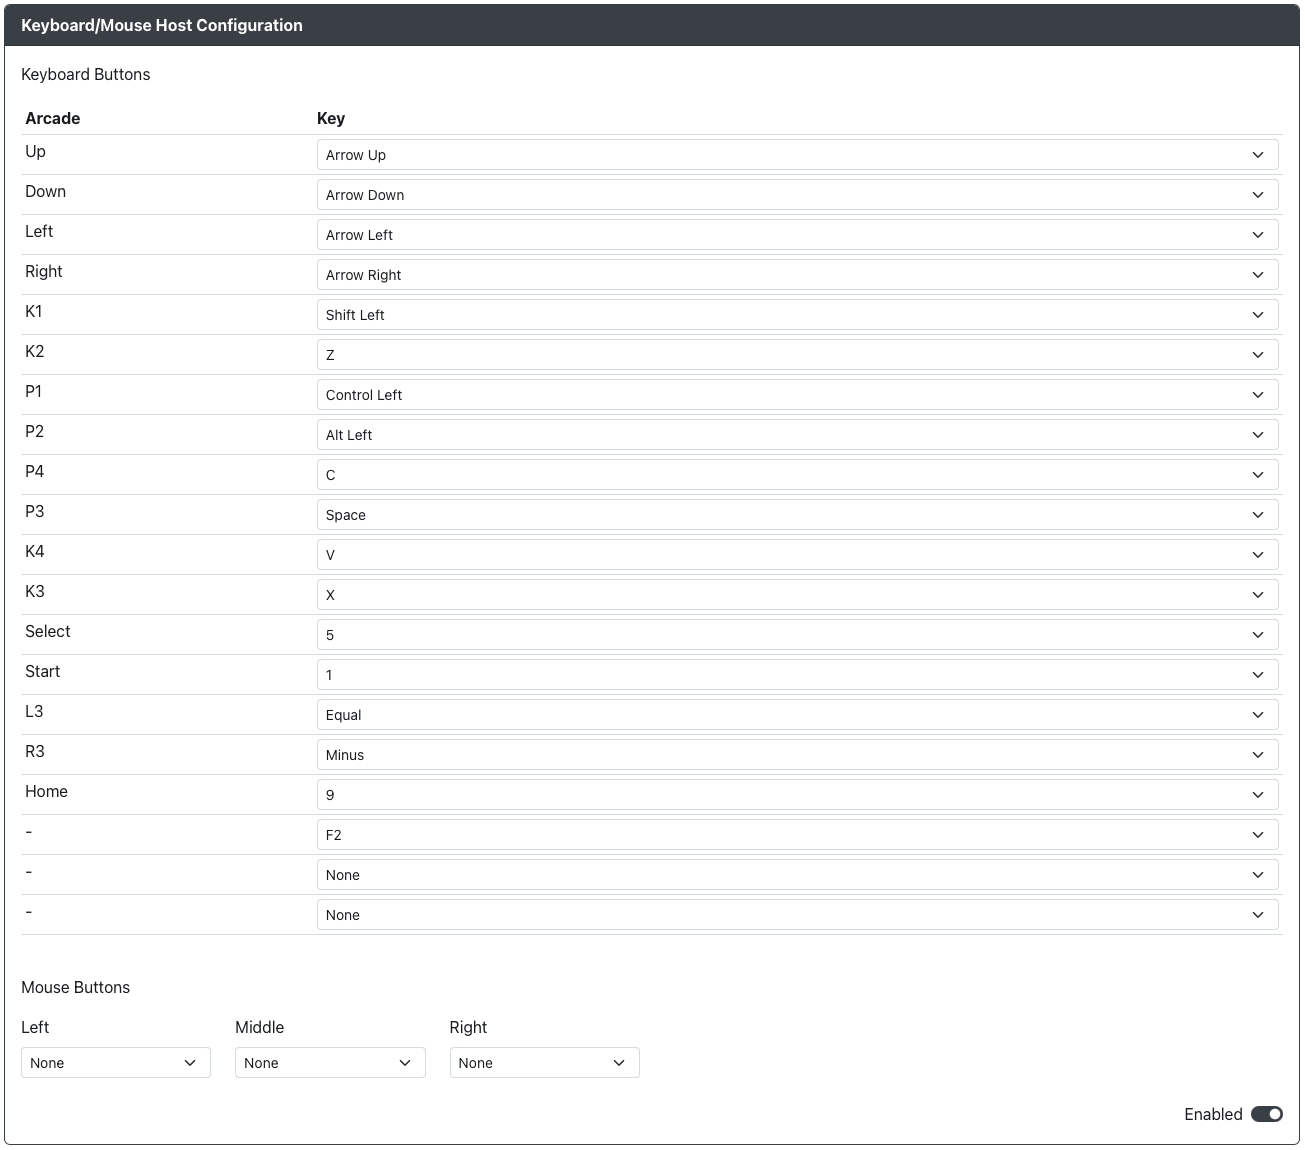 Keyboard/Mouse Host Configuration
Keyboard Buttons
Arcade Key
Up Arrow Up
Down Arrow Down
Left Arrow Left
Right Arrow Right
K1 Shift Left
K2 Z
P1 Control Left
P2 Alt Left
P4 C
P3 Space
K4 V
K3 X
Select 5
Start 1
L3 Equal
R3 Minus
Home 9
- F2
- None
- None
Mouse Buttons
Left Middle Right
None None None
Enabled